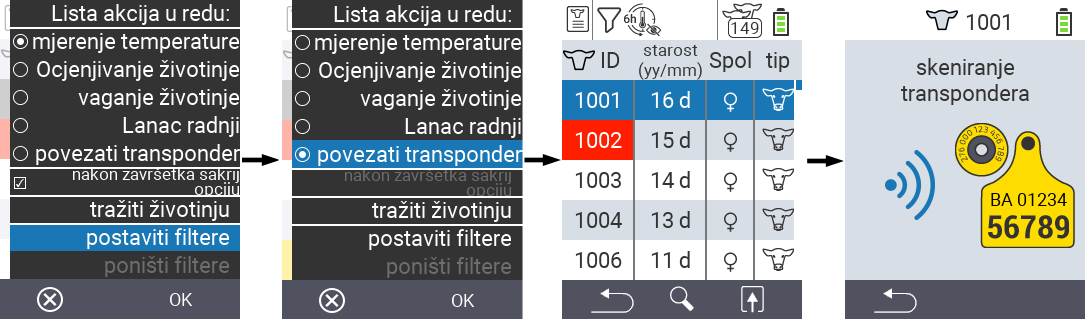 Lista akcija u redu:
mjerenje temperature
Ocjenjivanje životinje
vaganje životinje
Lanac radnji
povezati transponder
nakon završetka sakrij
opciju
tražiti životinju
postaviti filtere
poništi filtere
OK
Lista akcija u redu:
mjerenje temperature
Ocjenjivanje životinje
vaganje životinje
Lanac radnji
povezati transponder
nakon završetka sakrij
opciju
tražiti životinju
postaviti filtere
poništi filtere
OK
6h
149
ID starost (yy/mm) Spol tip
1001 16 d ♀
1002 15 d ♀
1003 14 d ♀
1004 13 d ♀
1006 11 d ♀
1001
skeniranje
transpondera
276 000 123 456 789
BA 01234
56789